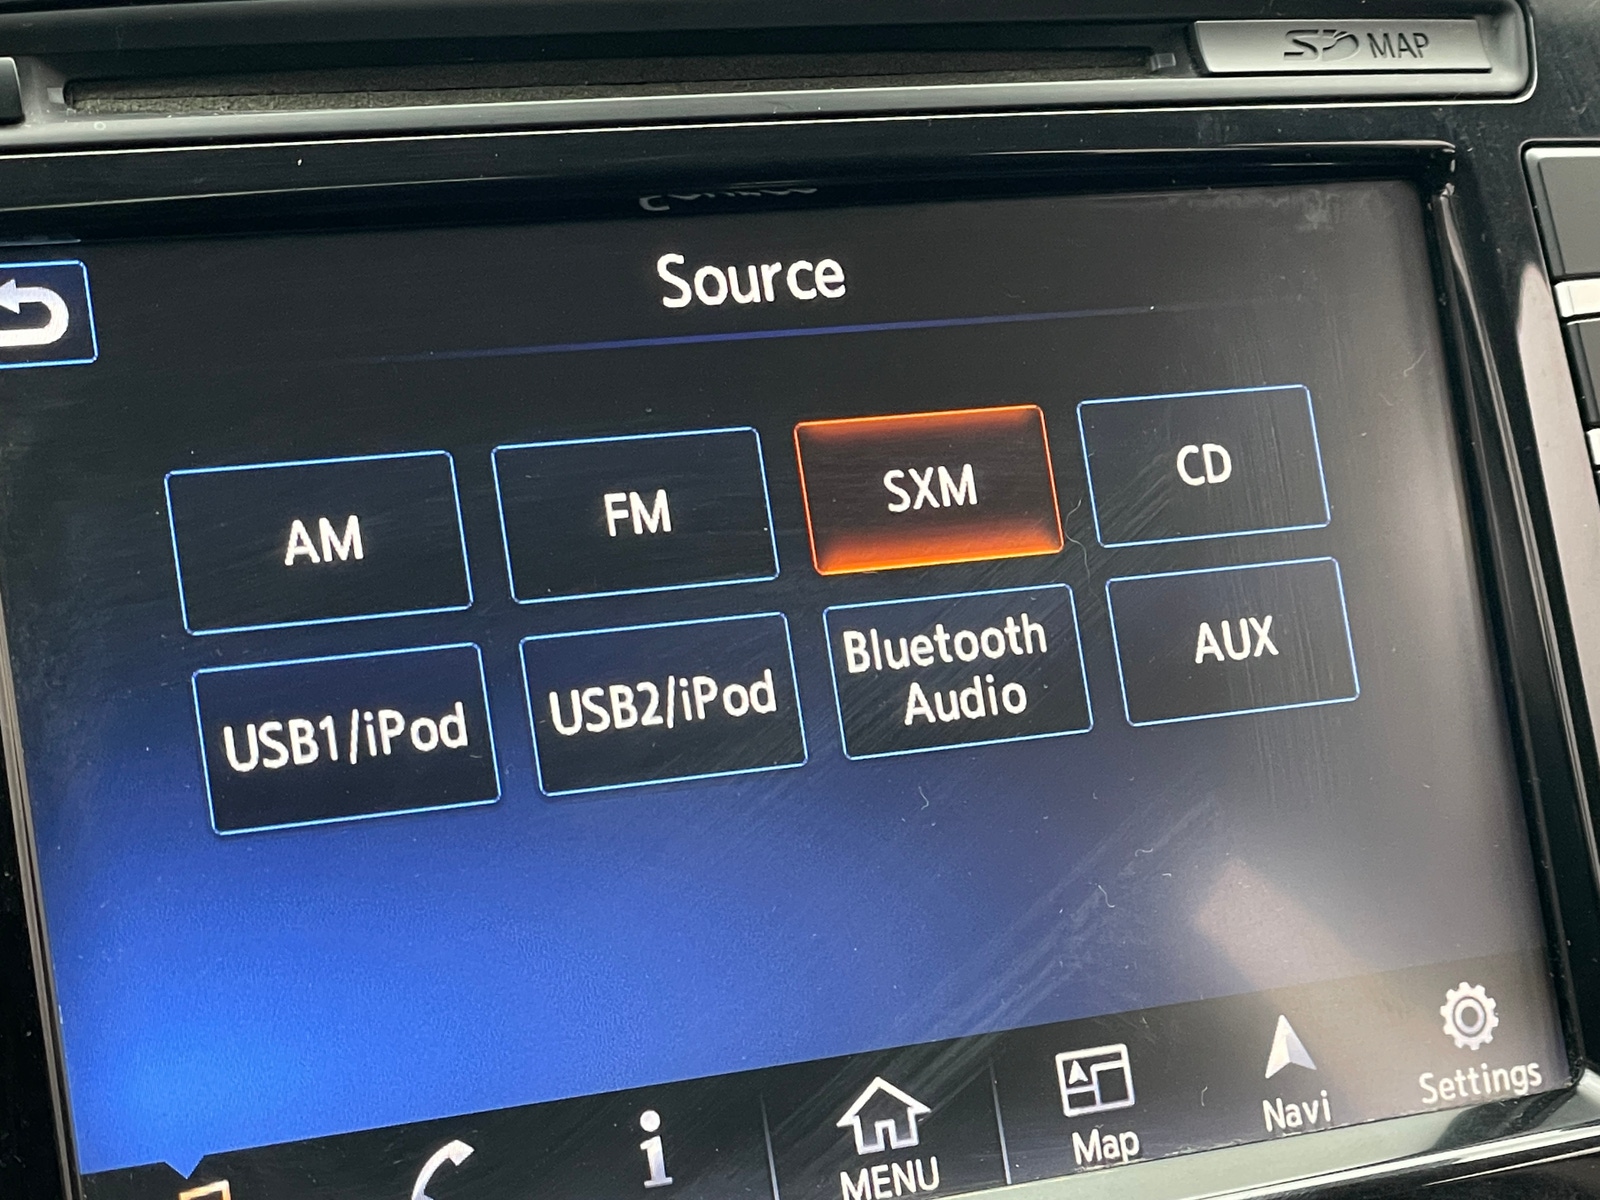 SD MAP
Source
AM
FM
SXM
CD
USB1/iPod
USB2/iPod
Bluetooth
Audio
AUX
MENU
Map
Navi
Settings